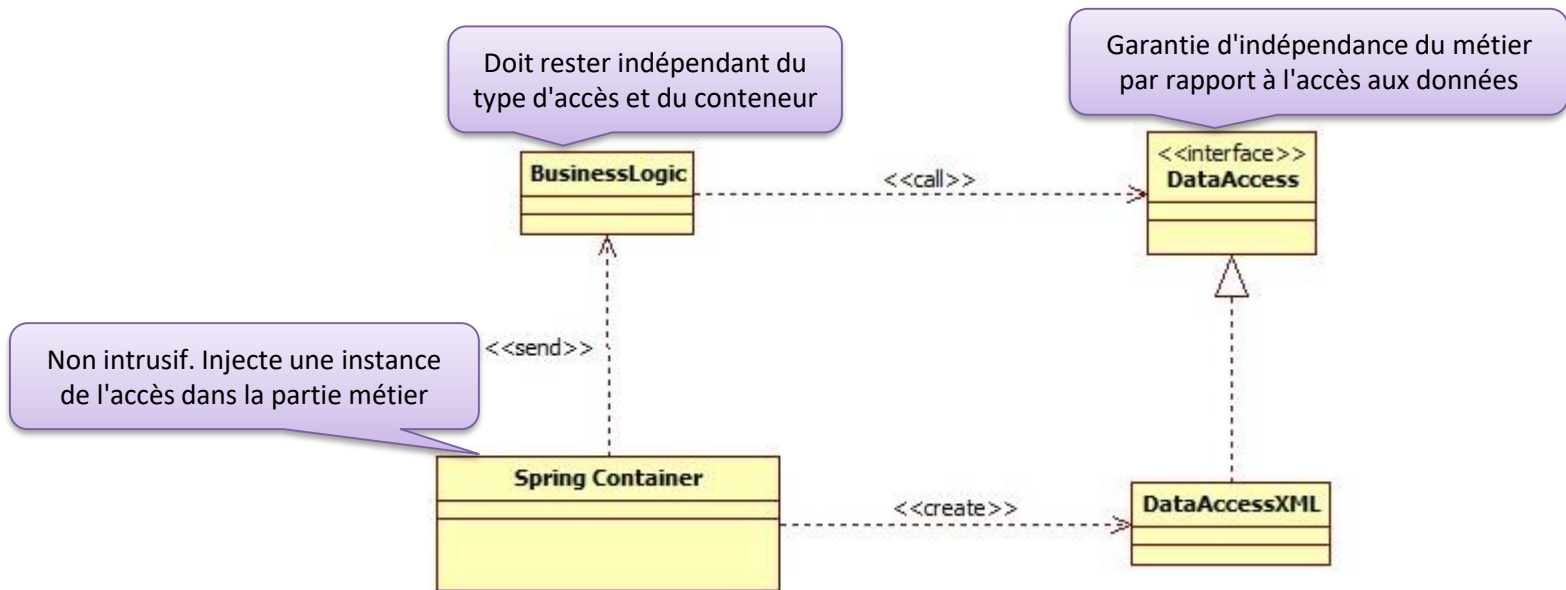 Doit rester indépendant du
type d'accès et du conteneur
Garantie d'indépendance du métier
par rapport à l'accès aux données
BusinessLogic
<<call>>
<<interface>>
DataAccess
<<send>>
Non intrusif. Injecte une instance
de l'accès dans la partie métier
Spring Container
<<create>>
DataAccessXML